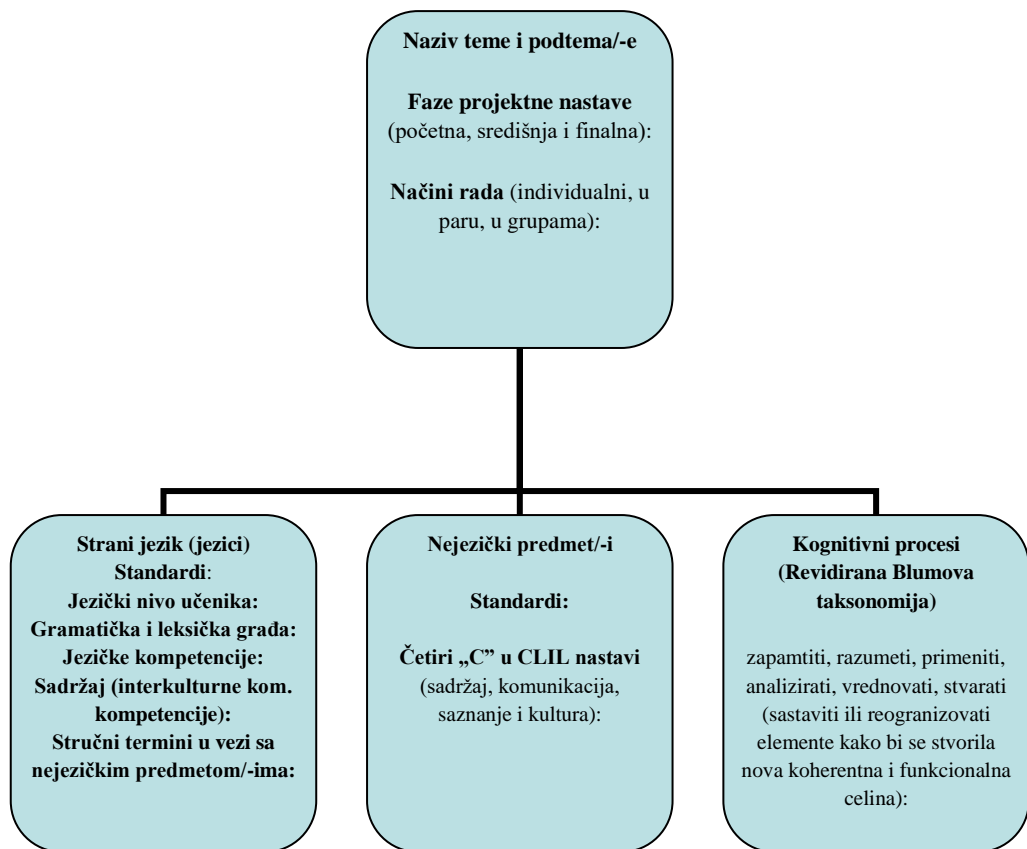 Naziv teme i podtema/-e
Faze projektne nastave
(početna, središnja i finalna):
Načini rada (individualni, u
paru, u grupama):
Strani jezik (jezici)
Standardi:
Jezički nivo učenika:
Gramatička i leksička građa:
Jezičke kompetencije:
Sadržaj (interkulturne kom.
kompetencije):
Stručni termini u vezi sa
nejezičkim predmetom/-ima:
Nejezički predmet/-i
Standardi:
Četiri „C” u CLIL nastavi
(sadržaj, komunikacija,
saznanje i kultura):
Kognitivni procesi
(Revidirana Blumova
taksonomija)
zapamtiti, razumeti, primeniti,
analizirati, vrednovati, stvarati
(sastaviti ili reogranizovati
elemente kako bi se stvorila
nova koherentna i funkcionalna
celina):